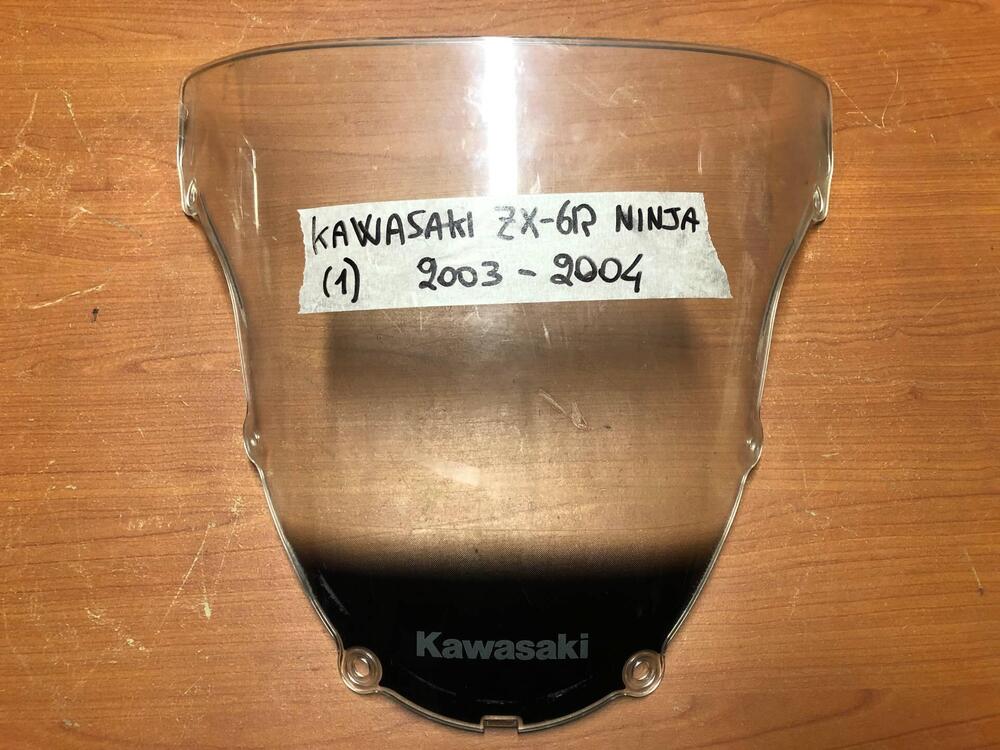 KAWASAKI ZX-6R NINJA
(1) 2003 - 2004
Kawasaki